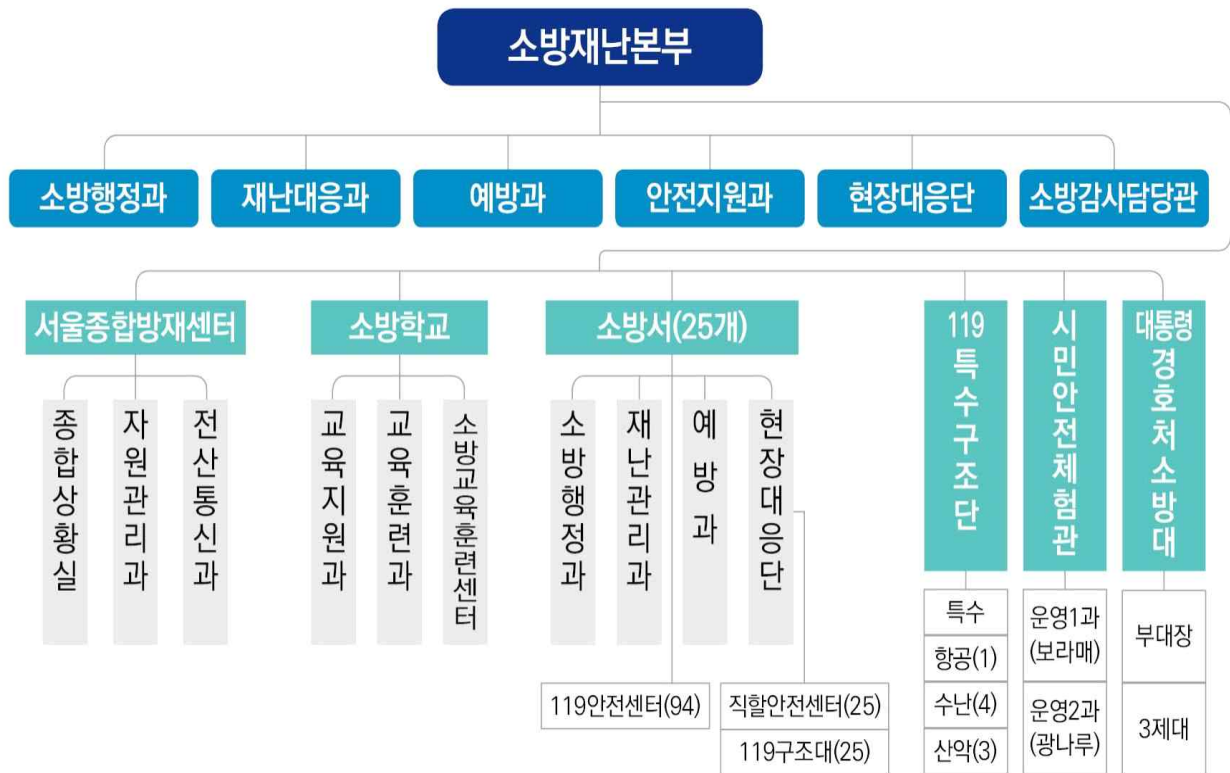 소방재난본부
소방행정과
재난대응과
예방과
안전지원과
현장대응단
소방감사담당관
서울종합방재센터
종합상황실
자원관리과
전산통신과
소방학교
교육지원과
교육훈련과
소방교육훈련센터
소방서(25개)
소방행정과
재난관리과
예방과
현장대응단
119안전센터(94)
직할안전센터(25)
119구조대(25)
119
특수구조단
특수
항공(1)
수난(4)
산악(3)
시민안전체험관
운영1과
(보라매)
운영2과
(광나루)
대통령
경호처소방대
부대장
3제대